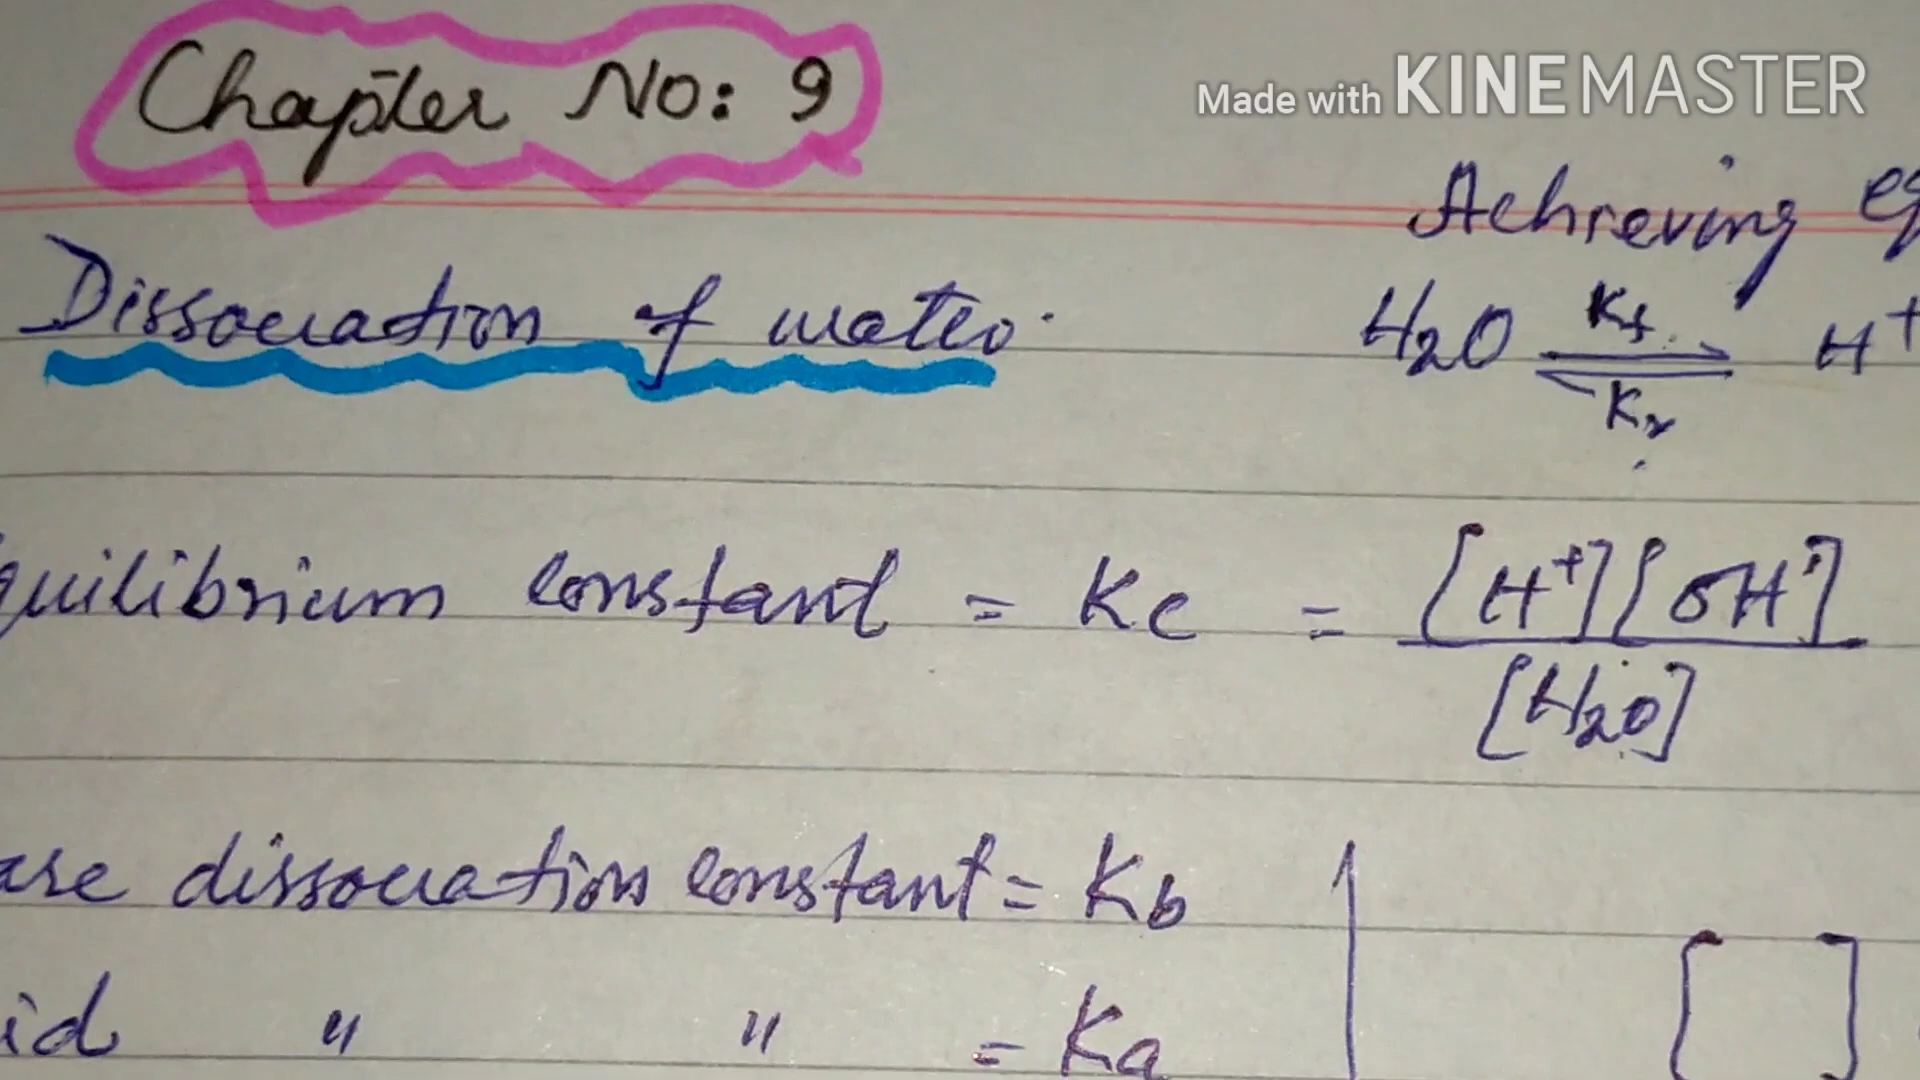 Chapter No: 9
Made with KINEMASTER
Achieving
Dissociation of water.
H₂O ⇌ H⁺
Kf
Kr
quilibrium constant = Kc = [H⁺][OH⁻] / [H₂O]
ase dissociation constant = Kb
id " " = Ka
[ ]